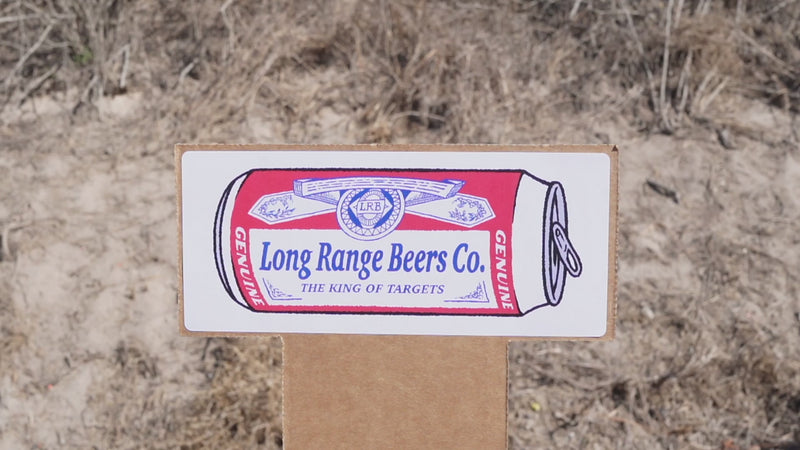 LRB
GENUINE
Long Range Beers Co.
THE KING OF TARGETS
GENUINE